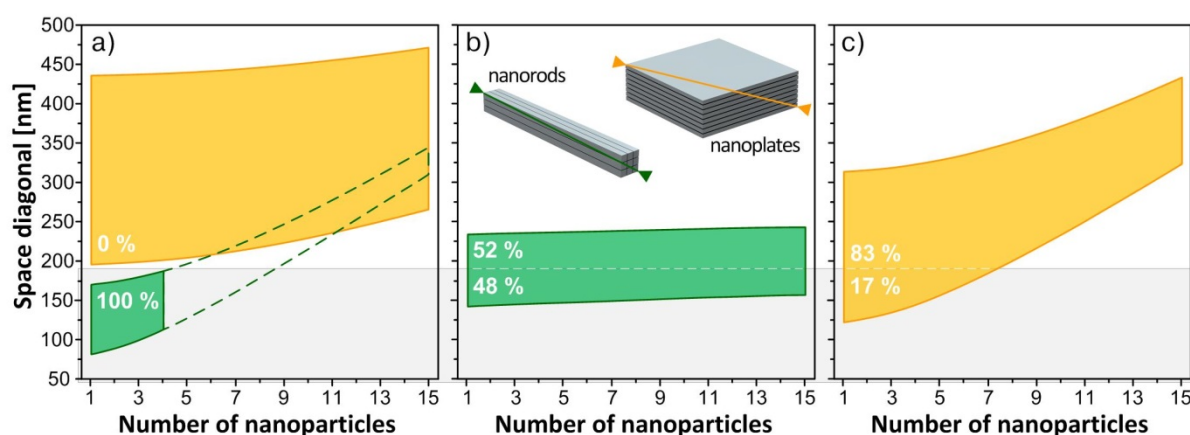 Space diagonal [nm]
500
450
400
350
300
250
200
150
100
50
a)
0 %
100 %
1 3 5 7 9 11 13 15
Number of nanoparticles
b)
nanorods
nanoplates
52 %
48 %
1 3 5 7 9 11 13 15
Number of nanoparticles
c)
83 %
17 %
1 3 5 7 9 11 13 15
Number of nanoparticles